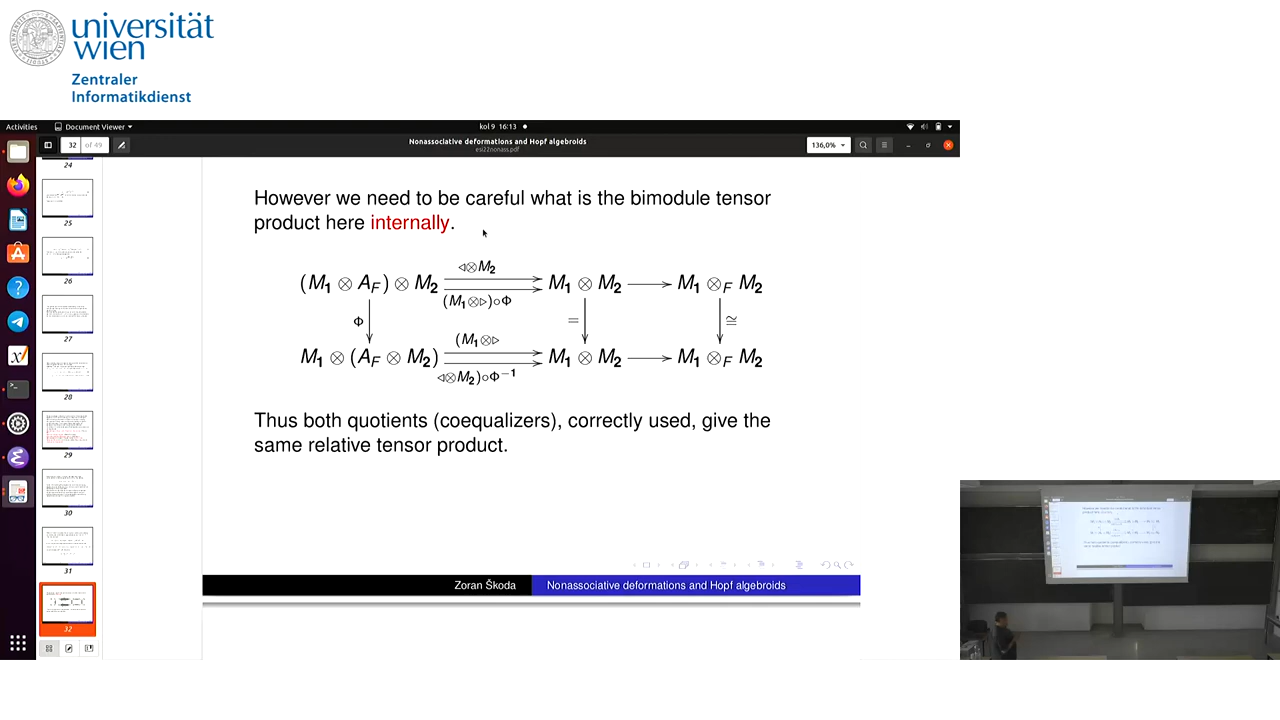 universität
wien
Zentraler
Informatikdienst
Activities Document Viewer kol 9 16:13
32 of 49 Nonassociative deformations and Hopf algebroids 136,0%
esi22nonass.pdf
24
25
26
27
28
29
30
31
32
However we need to be careful what is the bimodule tensor
product here internally.
(M₁ ⊗ A_F) ⊗ M₂ ◁⊗M₂ (M₁⊗▷)∘Φ M₁ ⊗ M₂ M₁ ⊗_F M₂
Φ = ≅
M₁ ⊗ (A_F ⊗ M₂) (M₁⊗▷ ◁⊗M₂)∘Φ⁻¹ M₁ ⊗ M₂ M₁ ⊗_F M₂
Thus both quotients (coequalizers), correctly used, give the
same relative tensor product.
Zoran Škoda Nonassociative deformations and Hopf algebroids